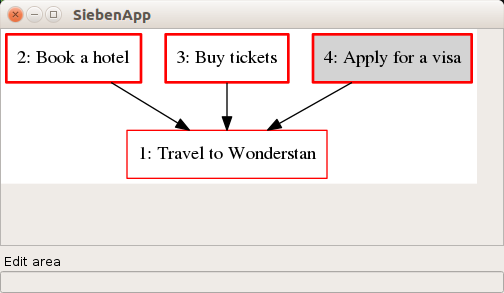 SiebenApp
2: Book a hotel
3: Buy tickets
4: Apply for a visa
1: Travel to Wonderstan
Edit area